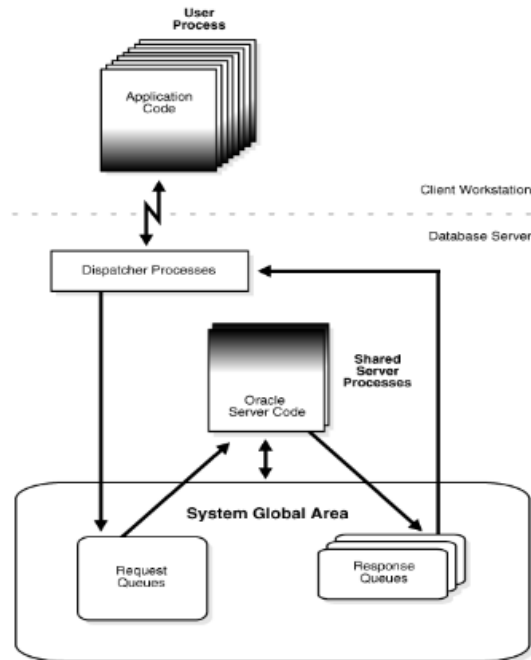 User
Process
Application
Code
Client Workstation
Database Server
Dispatcher Processes
Shared
Server
Processes
Oracle
Server Code
System Global Area
Request
Queues
Response
Queues